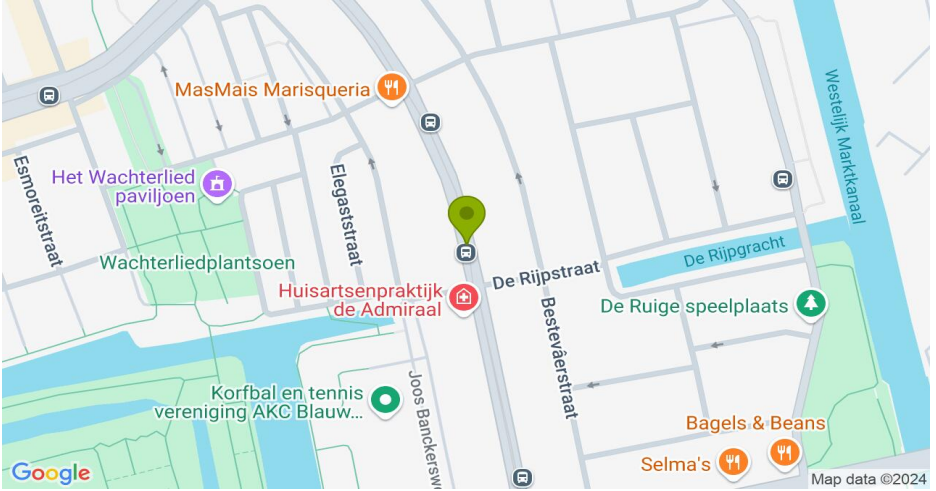 MasMais Marisqueria
Westelijk Marktkanaal
Esmoreitstraat
Het Wachterlied
paviljoen
Elegaststraat
Wachterliedplantsoen
De Rijpgracht
De Rijpstraat
Huisartsenpraktijk
de Admiraal
De Ruige speelplaats
Bestevâerstraat
Korfbal en tennis
vereniging AKC Blauw...
Joos Banckerswe
Bagels & Beans
Selma's
Google
Map data ©2024